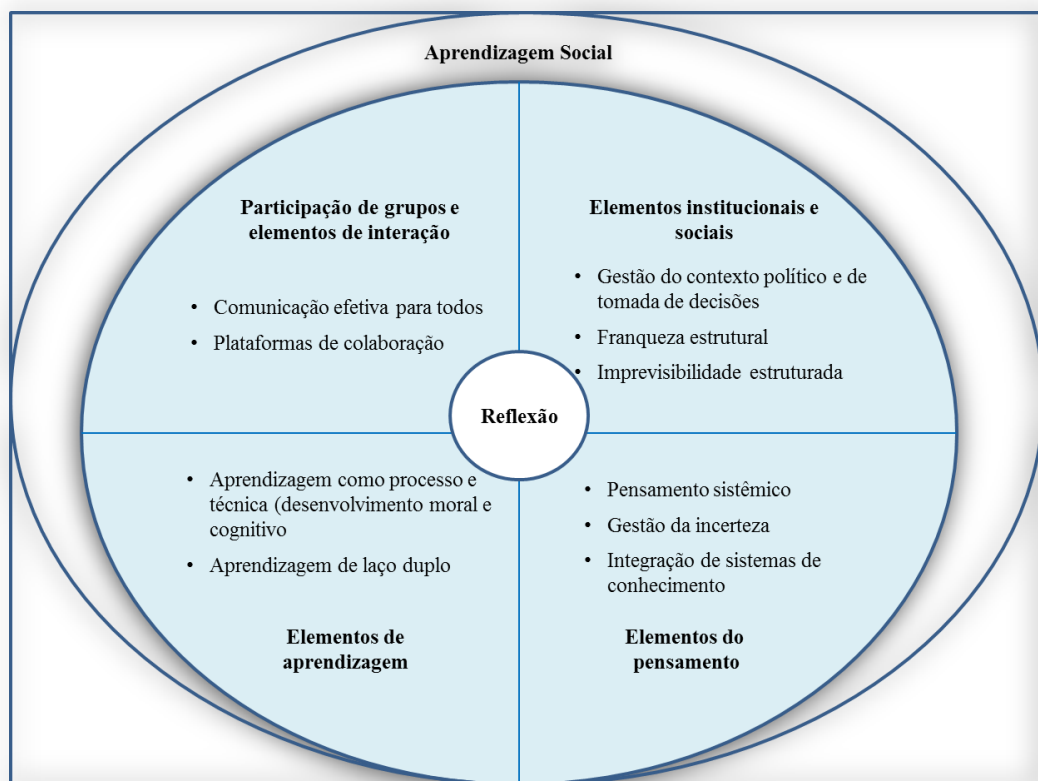 Aprendizagem Social
Participação de grupos e
elementos de interação
• Comunicação efetiva para todos
• Plataformas de colaboração
Elementos institucionais e
sociais
• Gestão do contexto político e de
tomada de decisões
• Franqueza estrutural
• Imprevisibilidade estruturada
Reflexão
• Aprendizagem como processo e
técnica (desenvolvimento moral e
cognitivo
• Aprendizagem de laço duplo
Elementos de
aprendizagem
• Pensamento sistêmico
• Gestão da incerteza
• Integração de sistemas de
conhecimento
Elementos do
pensamento